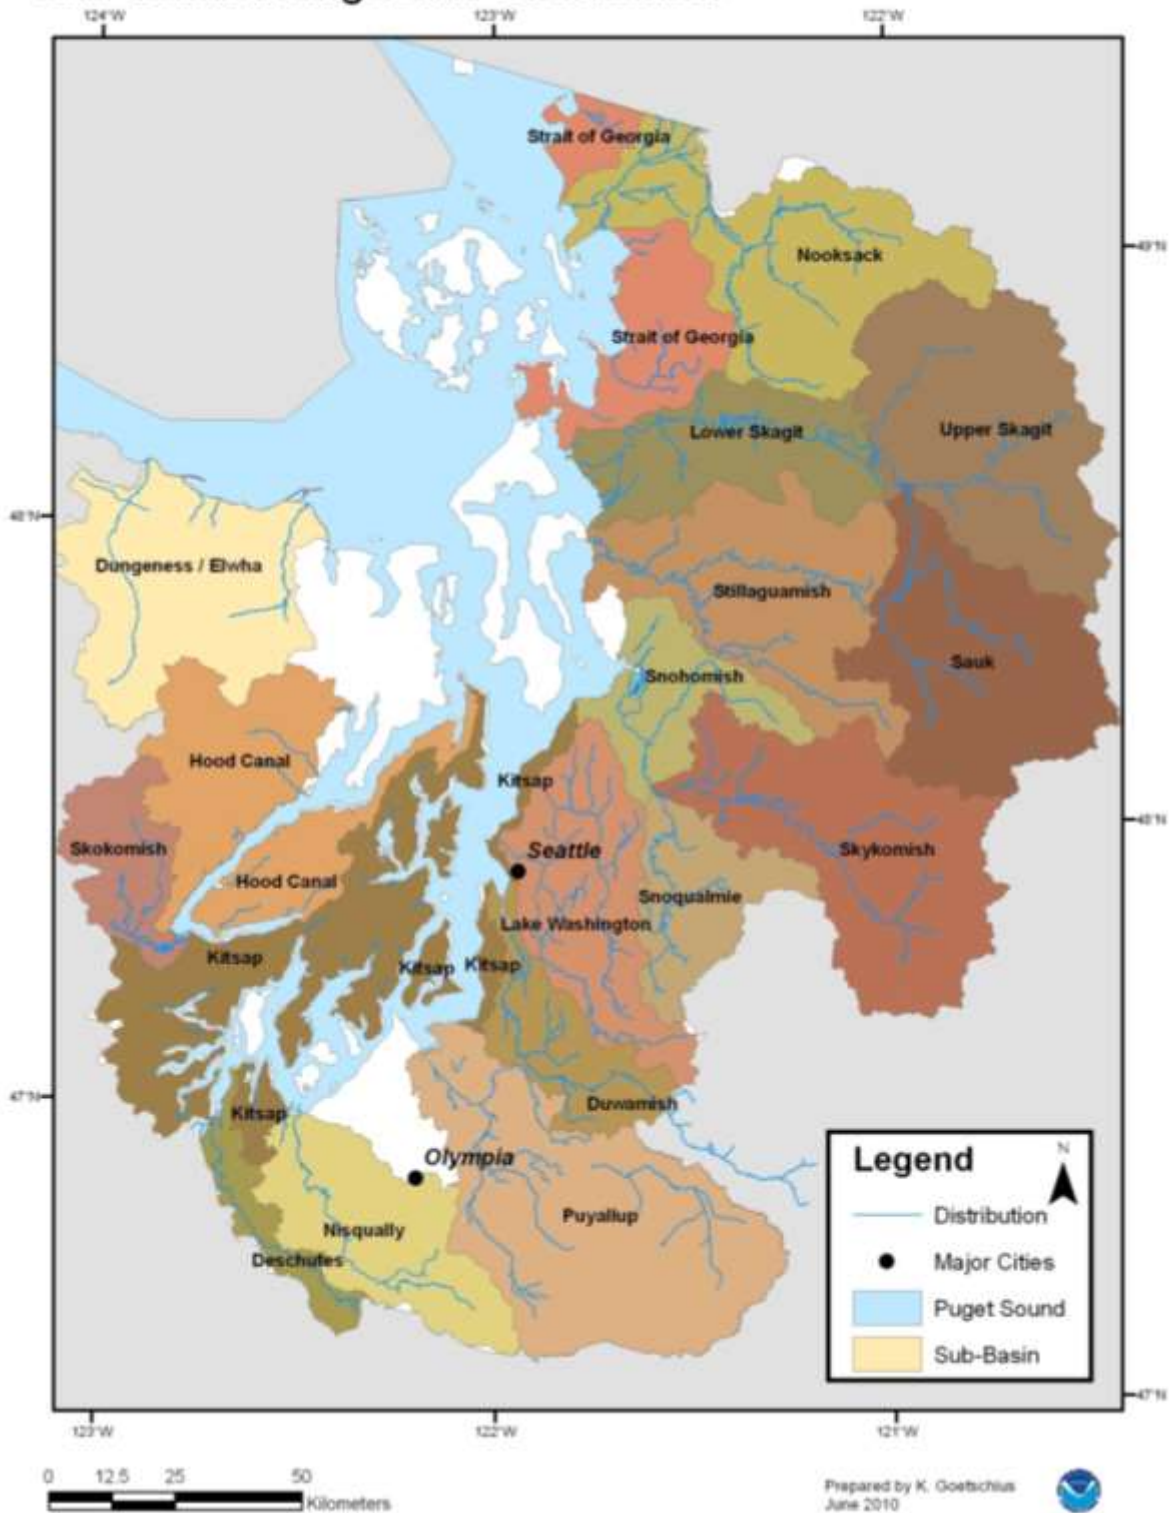 124°W 123°W 122°W
Strait of Georgia
49°N
Nooksack
Strait of Georgia
Lower Skagit
Upper Skagit
48°N
Dungeness / Elwha
Stillaguamish
Sauk
Snohomish
Hood Canal
Kitsap
48°N
Skokomish
Seattle
Skykomish
Hood Canal
Snoqualmie
Lake Washington
Kitsap
Kitsap
Kitsap
47°N
Kitsap
Duwamish
Olympia
Puyallup
Nisqually
Deschutes
Legend
N
Distribution
Major Cities
Puget Sound
Sub-Basin
47°N
123°W 122°W 121°W
0 12.5 25 50
Kilometers
Prepared by K. Goetschius
June 2010